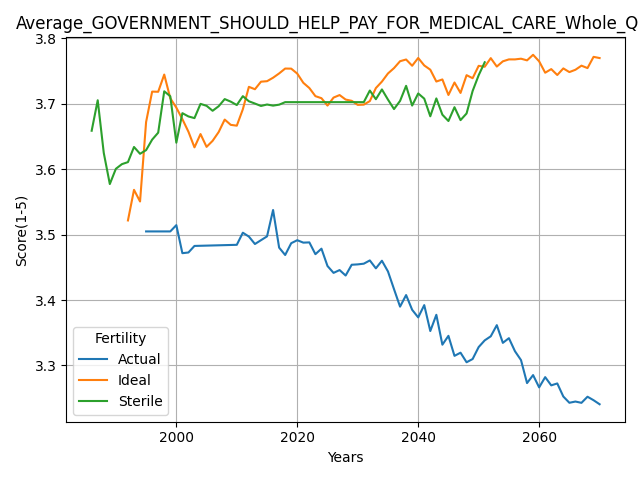 Average_GOVERNMENT_SHOULD_HELP_PAY_FOR_MEDICAL_CARE_Whole_Q
3.8
3.7
3.6
3.5
3.4
3.3
Score(1-5)
Fertility
Actual
Ideal
Sterile
2000 2020 2040 2060
Years